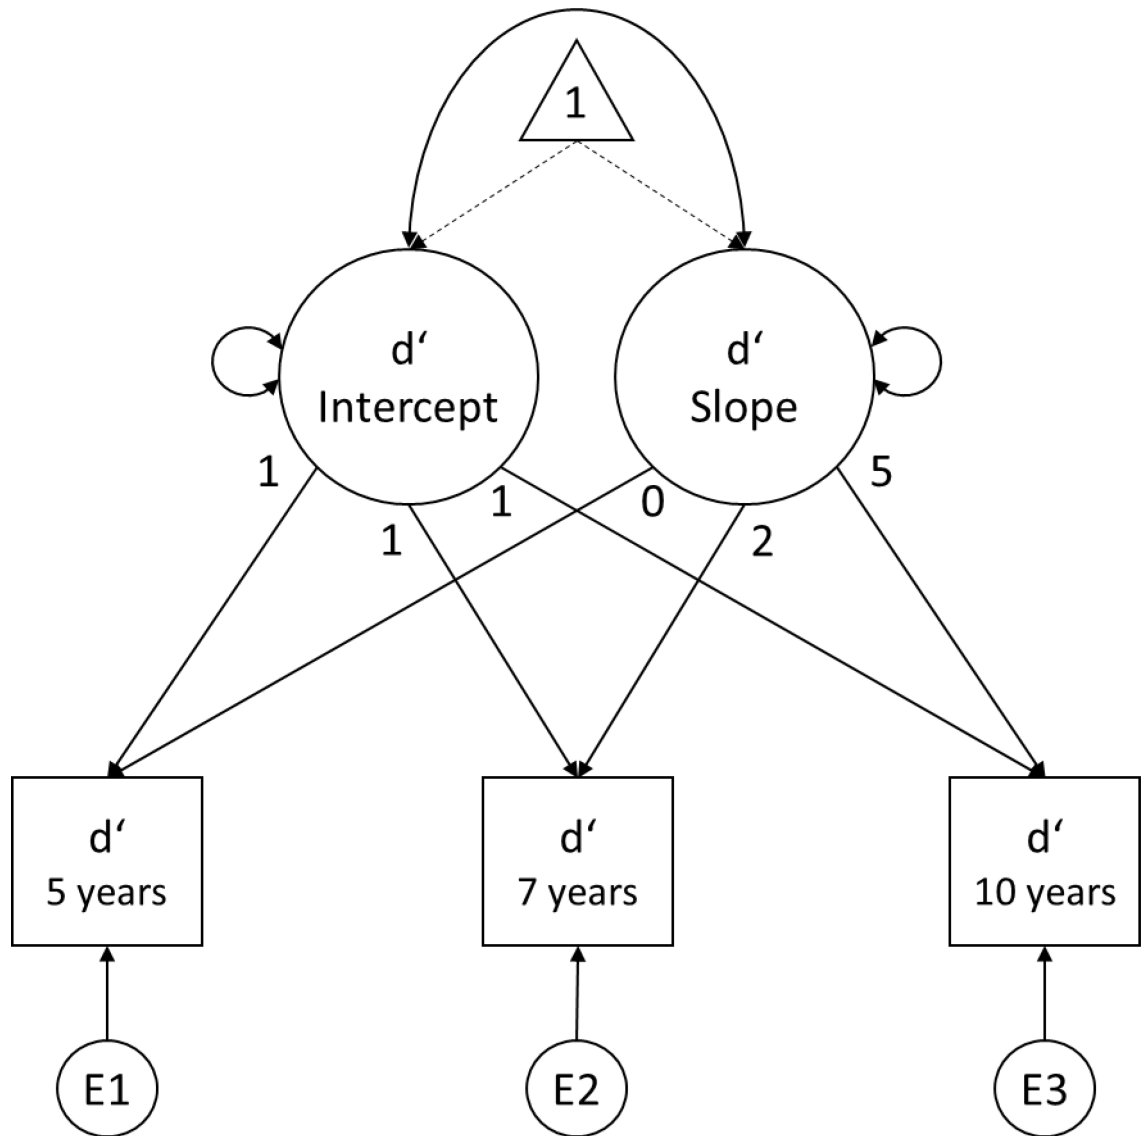 1
d‘
Intercept
d‘
Slope
1
1
1
0
2
5
d‘
5 years
d‘
7 years
d‘
10 years
E1
E2
E3